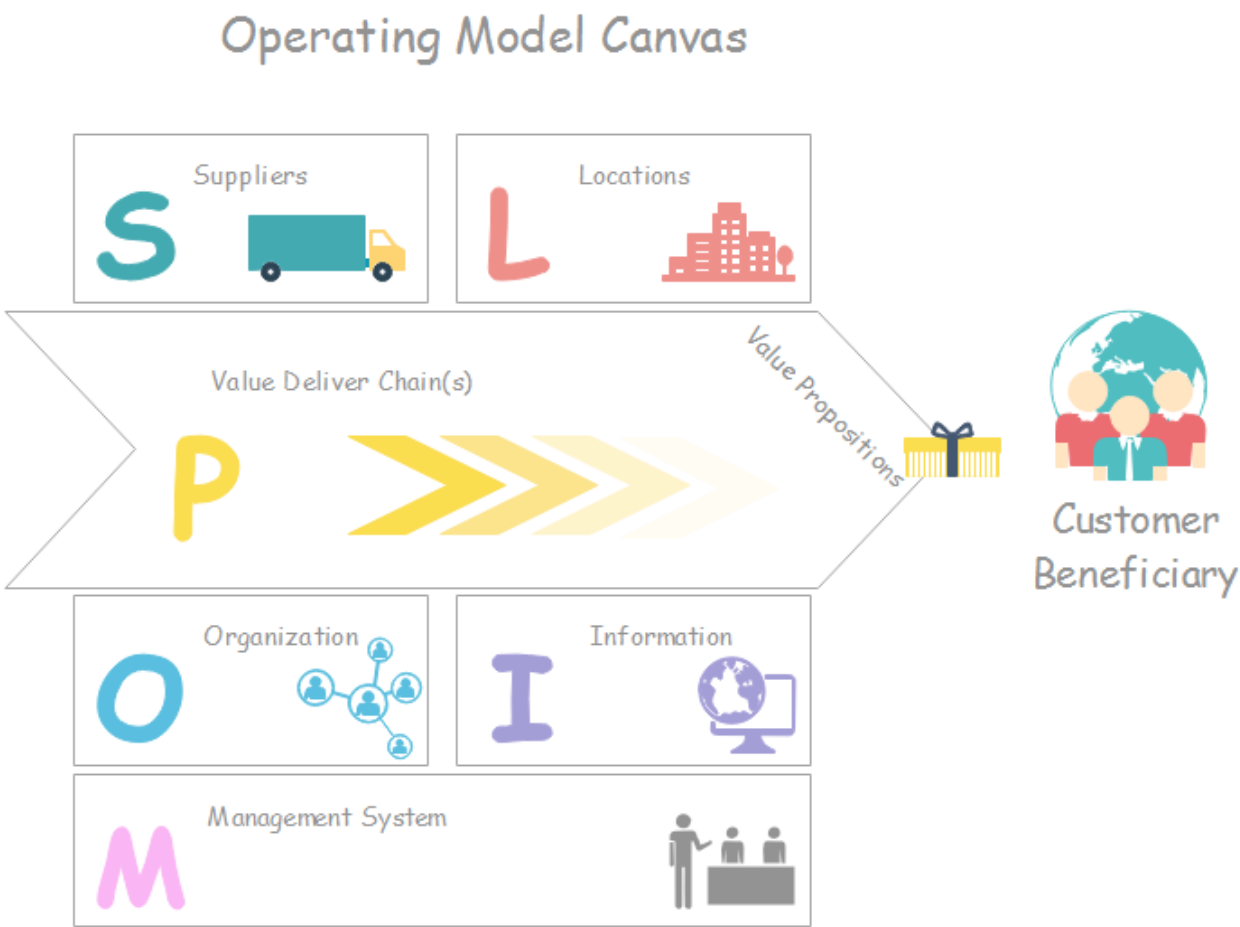 Operating Model Canvas
Suppliers
S
Locations
L
Value Deliver Chain(s)
P
Value Propositions
Customer
Beneficiary
Organization
O
Information
I
Management System
M